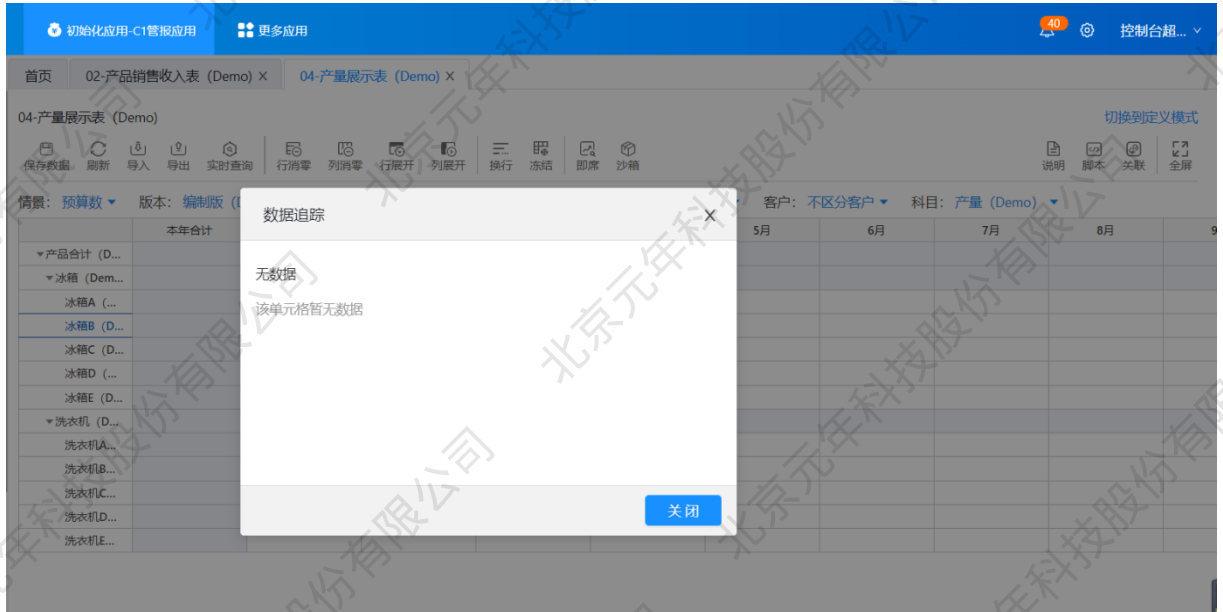 初始化应用-C1管报应用 更多应用 40 控制台超...
首页 02-产品销售收入表（Demo）X 04-产量展示表（Demo）X
04-产量展示表（Demo） 切换到定义模式
保存数据 刷新 导入 导出 实时查询 行消零 列消零 行展开 列展开 换行 冻结 即席 沙箱 说明 脚本 关联 全屏
情景： 预算数 版本： 编制版（ 客户： 不区分客户 科目： 产量（Demo）
本年合计 5月 6月 7月 8月 9
产品合计（D...
冰箱（Dem...
冰箱A（...
冰箱B（D...
冰箱C（D...
冰箱D（...
冰箱E（D...
洗衣机（D...
洗衣机A...
洗衣机B...
洗衣机C...
洗衣机D...
洗衣机E...
数据追踪 X
无数据
该单元格暂无数据
关闭
北京元年科技股份有限公司